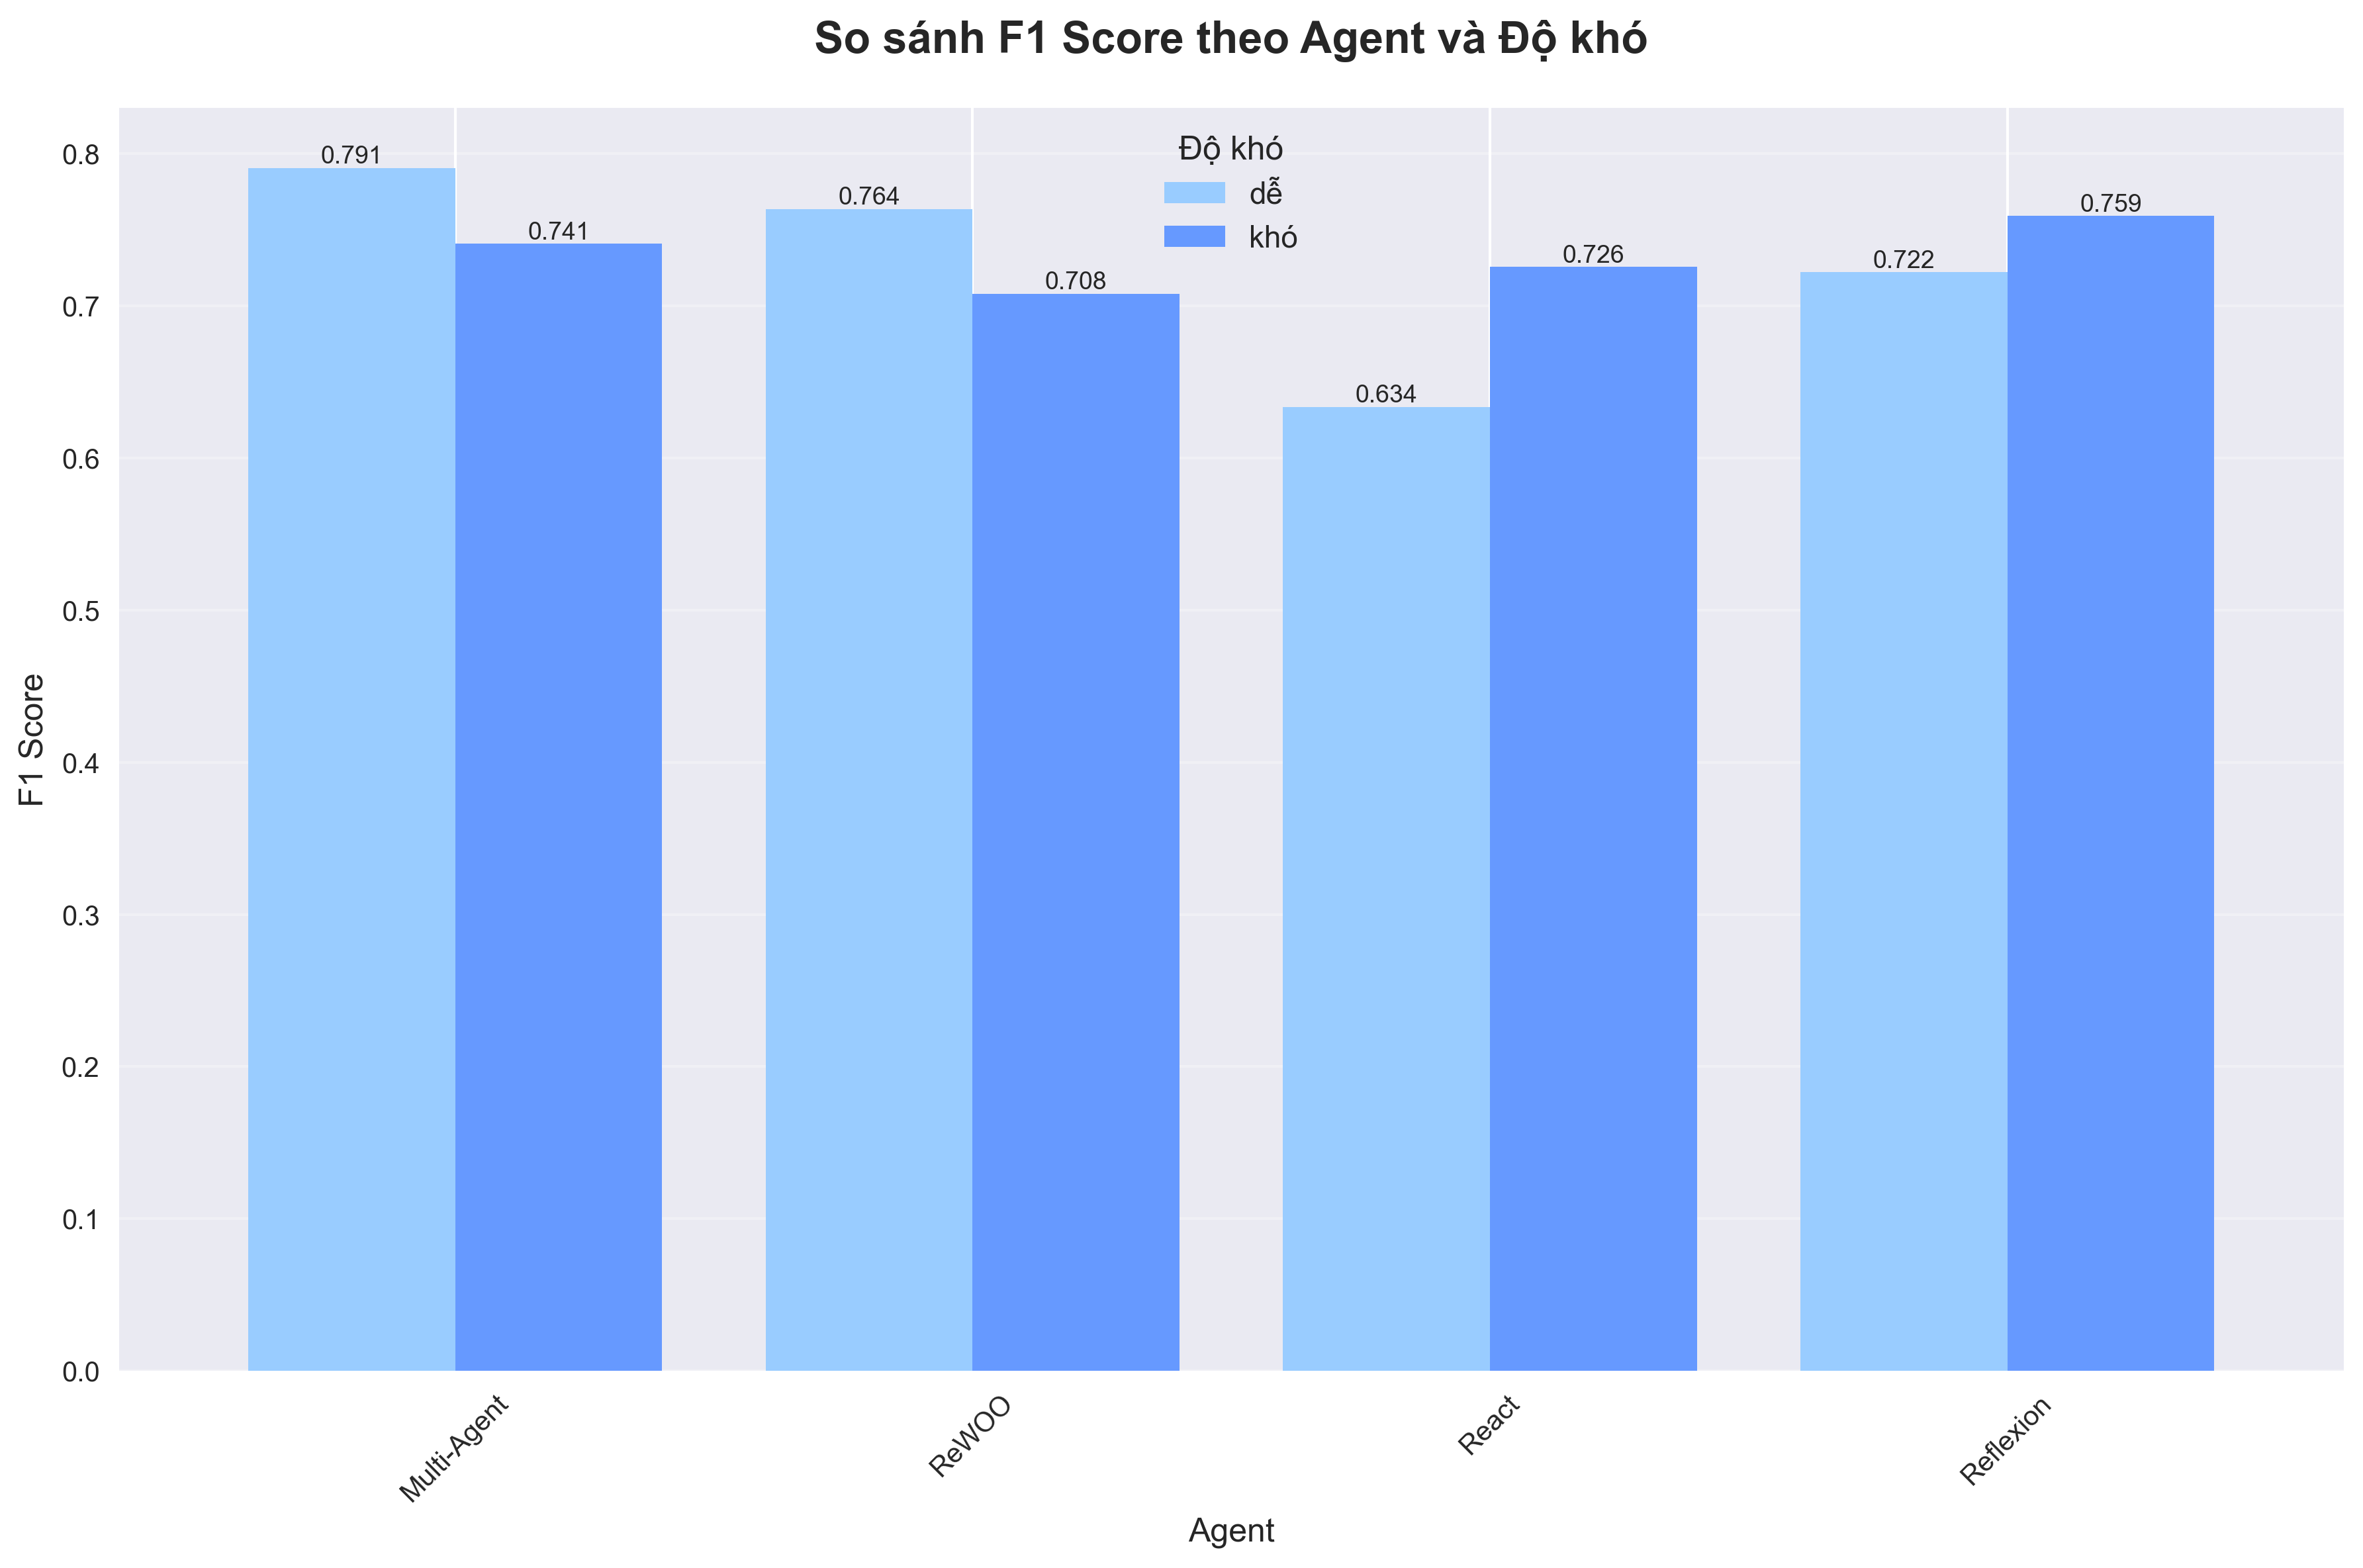 So sánh F1 Score theo Agent và Độ khó
Độ khó
dễ
khó
0.791
0.741
0.764
0.708
0.634
0.726
0.722
0.759
F1 Score
0.8
0.7
0.6
0.5
0.4
0.3
0.2
0.1
0.0
Multi-Agent
ReWOO
React
Reflexion
Agent